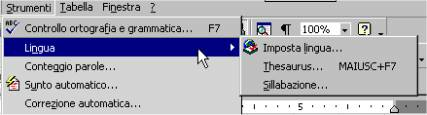 Strumenti Tabella Finestra ?
Controllo ortografia e grammatica... F7
100%
Lingua
Imposta lingua...
Conteggio parole...
Thesaurus... MAIUSC+F7
Sunto automatico...
Sillabazione...
Correzione automatica...
5